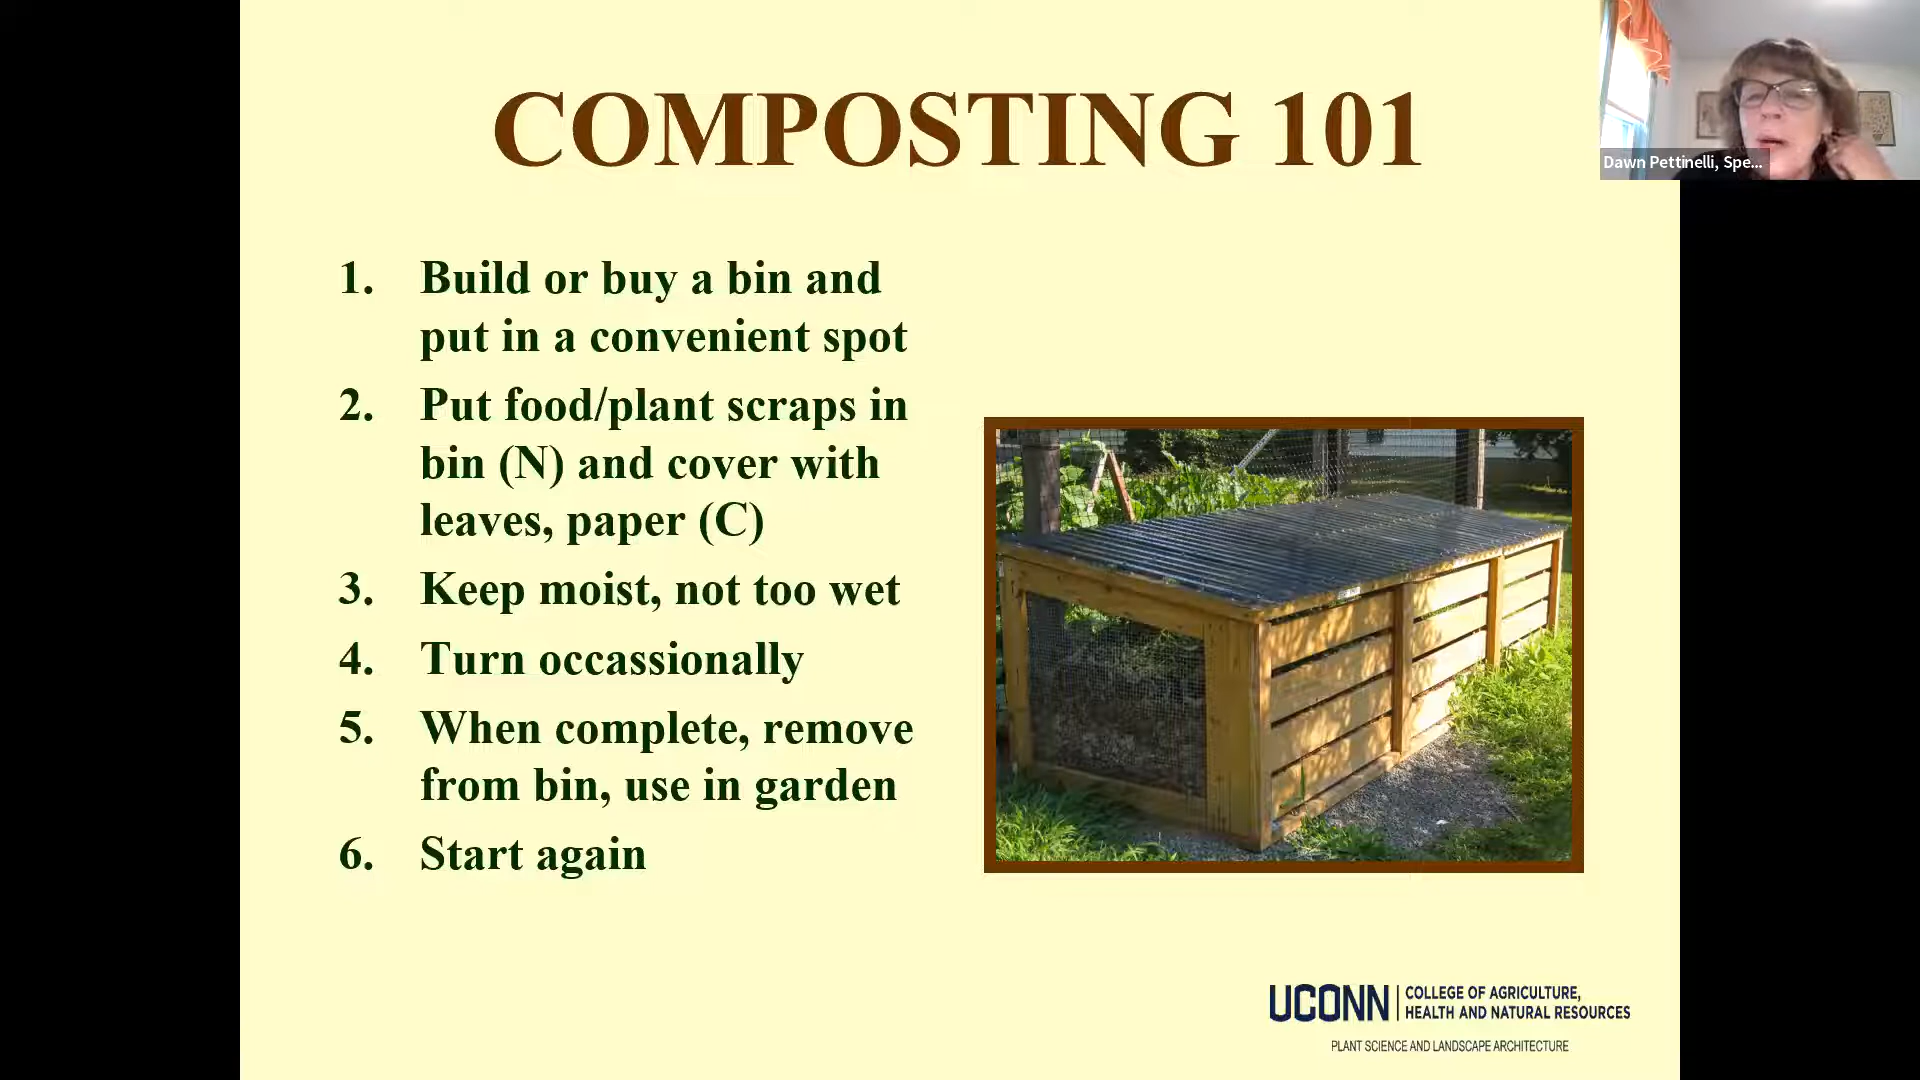 COMPOSTING 101
Dawn Pettinelli, Spe...
1. Build or buy a bin and
put in a convenient spot
2. Put food/plant scraps in
bin (N) and cover with
leaves, paper (C)
3. Keep moist, not too wet
4. Turn occassionally
5. When complete, remove
from bin, use in garden
6. Start again
UCONN | COLLEGE OF AGRICULTURE,
HEALTH AND NATURAL RESOURCES
PLANT SCIENCE AND LANDSCAPE ARCHITECTURE